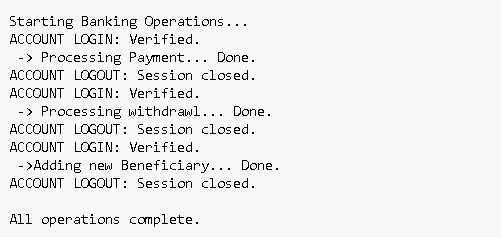 Starting Banking Operations...
ACCOUNT LOGIN: Verified.
-> Processing Payment... Done.
ACCOUNT LOGOUT: Session closed.
ACCOUNT LOGIN: Verified.
-> Processing withdrawl... Done.
ACCOUNT LOGOUT: Session closed.
ACCOUNT LOGIN: Verified.
->Adding new Beneficiary... Done.
ACCOUNT LOGOUT: Session closed.
All operations complete.